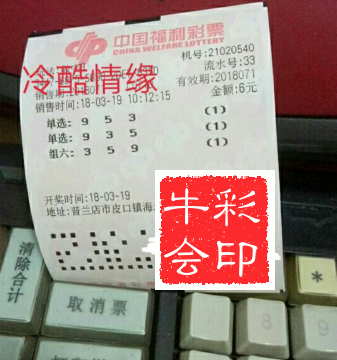 中国福利彩票
CHINA WELFARE LOTTERY
机号:21020540
流水号:33
冷酷情缘
有效期:2018071
销售时间:18-03-19 10:12:15
金额:6元
单选: 9 5 3 (1)
单选: 9 3 5 (1)
组六: 3 5 9 (1)
开奖时间:18-03-19
地址:普兰店市皮口镇海
牛彩
会印
清除合计
取消票
*
8
9